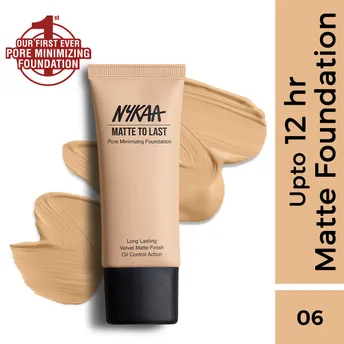 1st
OUR FIRST EVER
PORE MINIMIZING
FOUNDATION
NYKAA
MATTE TO LAST
Pore Minimizing Foundation
Long Lasting
Velvet Matte Finish
Oil Control Action
Upto 12 hr
Matte Foundation
06